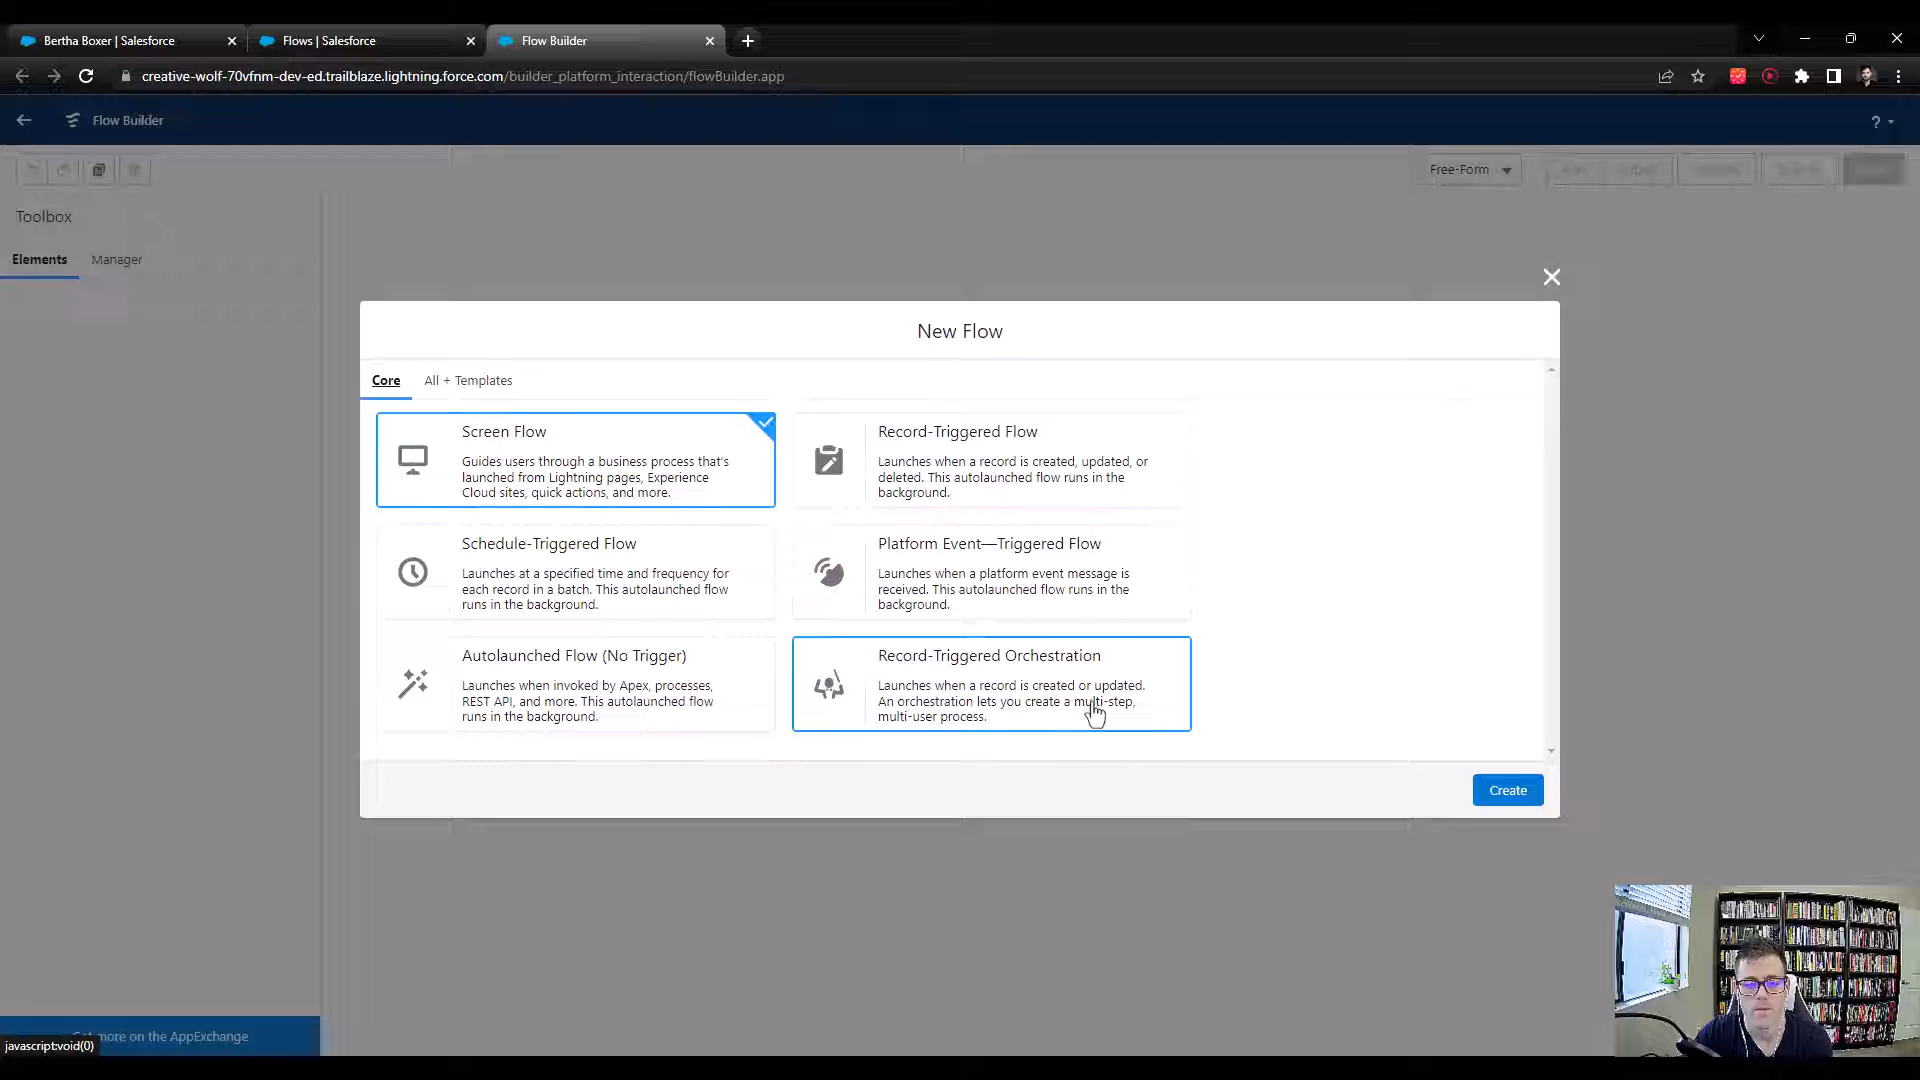 Bertha Boxer | Salesforce
Flows | Salesforce
Flow Builder
creative-wolf-70vfnm-dev-ed.trailblaze.lightning.force.com/builder_platform_interaction/flowBuilder.app
Flow Builder
?
Free-Form
Toolbox
Elements
Manager
New Flow
Core
All + Templates
Screen Flow
Guides users through a business process that's
launched from Lightning pages, Experience
Cloud sites, quick actions, and more.
Record-Triggered Flow
Launches when a record is created, updated, or
deleted. This autolaunched flow runs in the
background.
Schedule-Triggered Flow
Launches at a specified time and frequency for
each record in a batch. This autolaunched flow
runs in the background.
Platform Event—Triggered Flow
Launches when a platform event message is
received. This autolaunched flow runs in the
background.
Autolaunched Flow (No Trigger)
Launches when invoked by Apex, processes,
REST API, and more. This autolaunched flow
runs in the background.
Record-Triggered Orchestration
Launches when a record is created or updated.
An orchestration lets you create a multi-step,
multi-user process.
Create
more on the AppExchange
javascript:void(0)